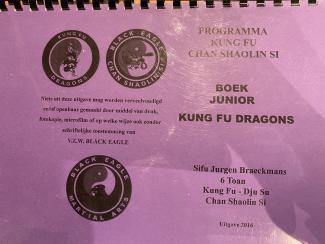 KUNG FU
DRAGONS
BLACK EAGLE
CHAN SHAOLIN SI
Niets uit deze uitgave mag worden verveelvoudigd
en/of openbaar gemaakt door middel van druk,
fotokopie, microfilm of op welke wijze ook zonder
schriftelijke toestemming van
V.Z.W. BLACK EAGLE
BLACK EAGLE
MARTIAL ARTS
PROGRAMMA
KUNG FU
CHAN SHAOLIN SI
BOEK
JUNIOR
KUNG FU DRAGONS
Sifu Jurgen Braeckmans
6 Toan
Kung Fu - Dju Su
Chan Shaolin Si
Uitgave 2016